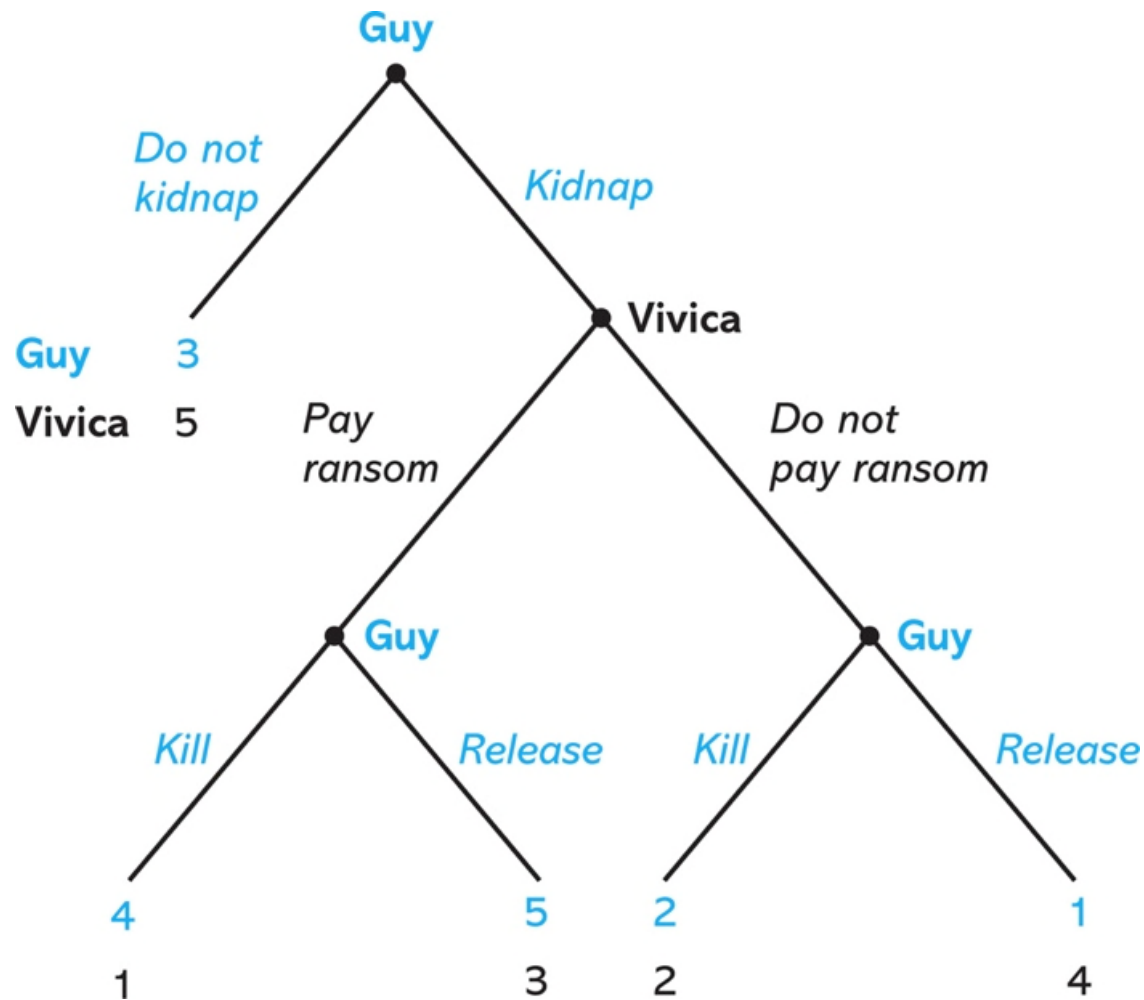 Guy
Do not
kidnap
Kidnap
Vivica
Guy 3
Vivica 5
Pay
ransom
Do not
pay ransom
Guy
Guy
Kill
Release
Kill
Release
4 5 2 1
1 3 2 4